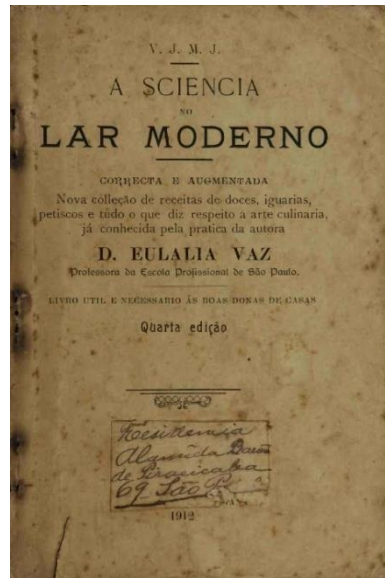 V. J. M. J.
A SCIENCIA
NO
LAR MODERNO
CORRECTA E AUGMENTADA
Nova collecção de receitas de doces, iguarias,
petiscos e tudo o que diz respeito a arte culinaria,
já conhecida pela pratica da autora
D. EULALIA VAZ
Professora da Escola Profissional de São Paulo.
LIVRO UTIL E NECESSARIO ÁS BOAS DONAS DE CASAS
Quarta edição
Residencia
Alameda Barão
de Piracicaba
69 São
1912